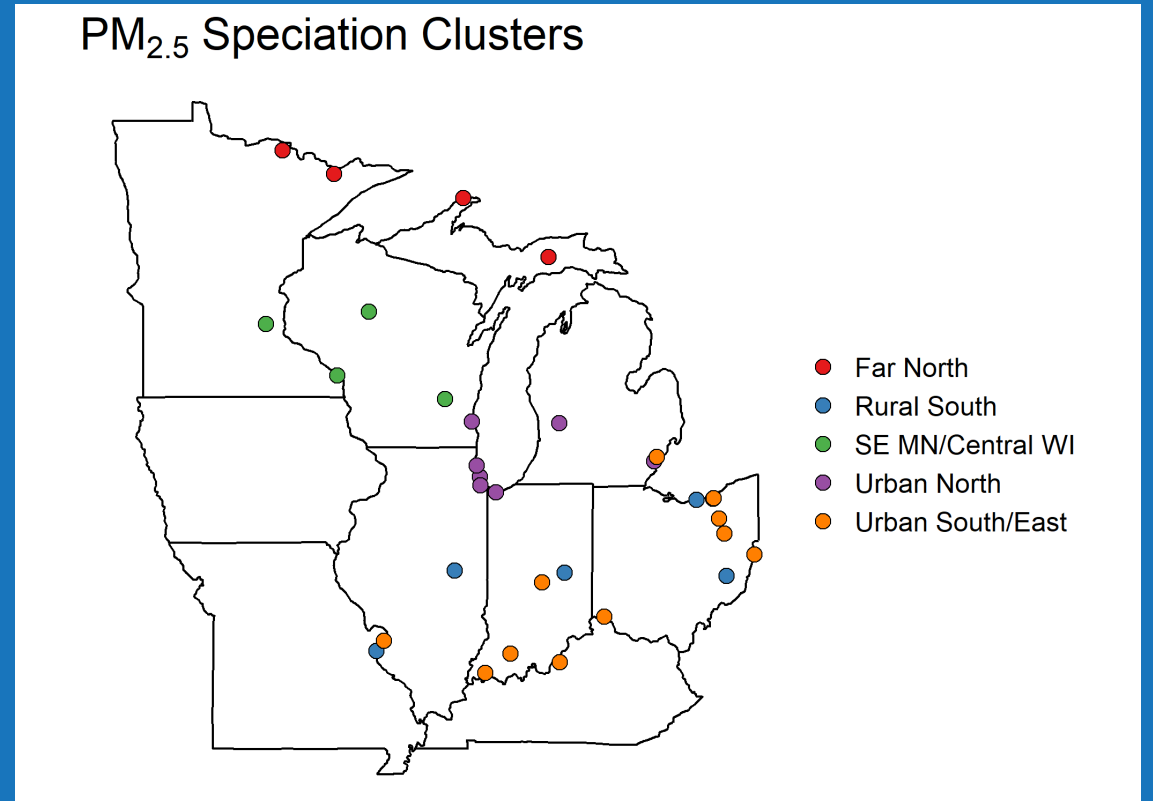 PM2.5 Speciation Clusters
Far North
Rural South
SE MN/Central WI
Urban North
Urban South/East